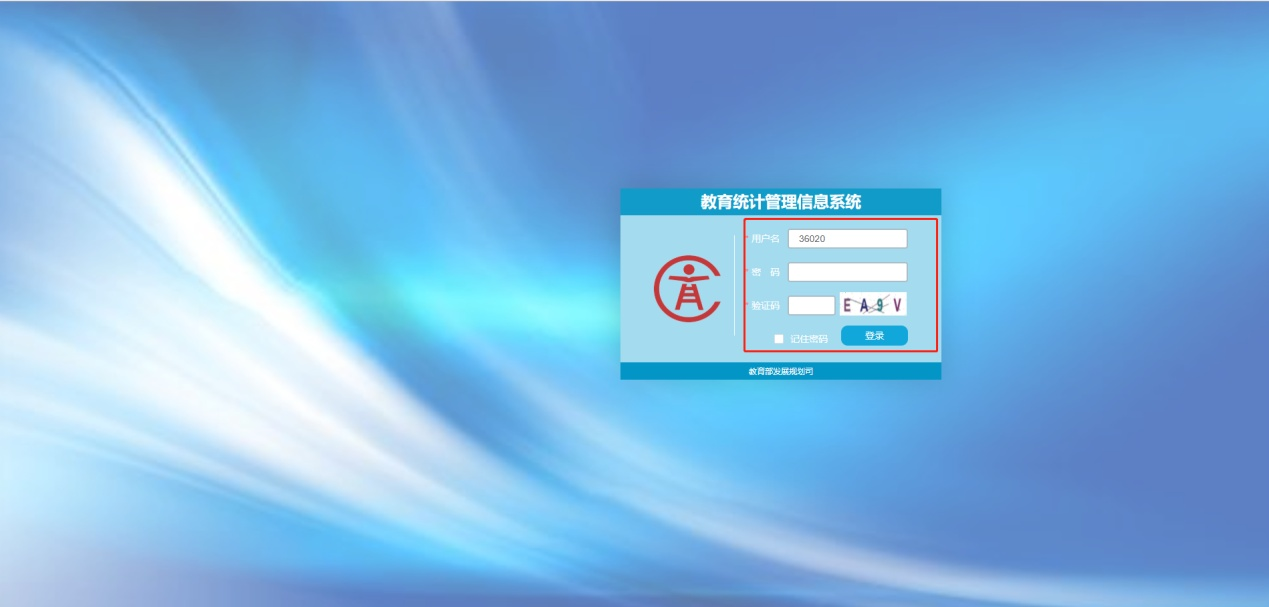 教育统计管理信息系统
用户名 36020
密 码
验证码 EA9V
记住密码 登录
教育部发展规划司